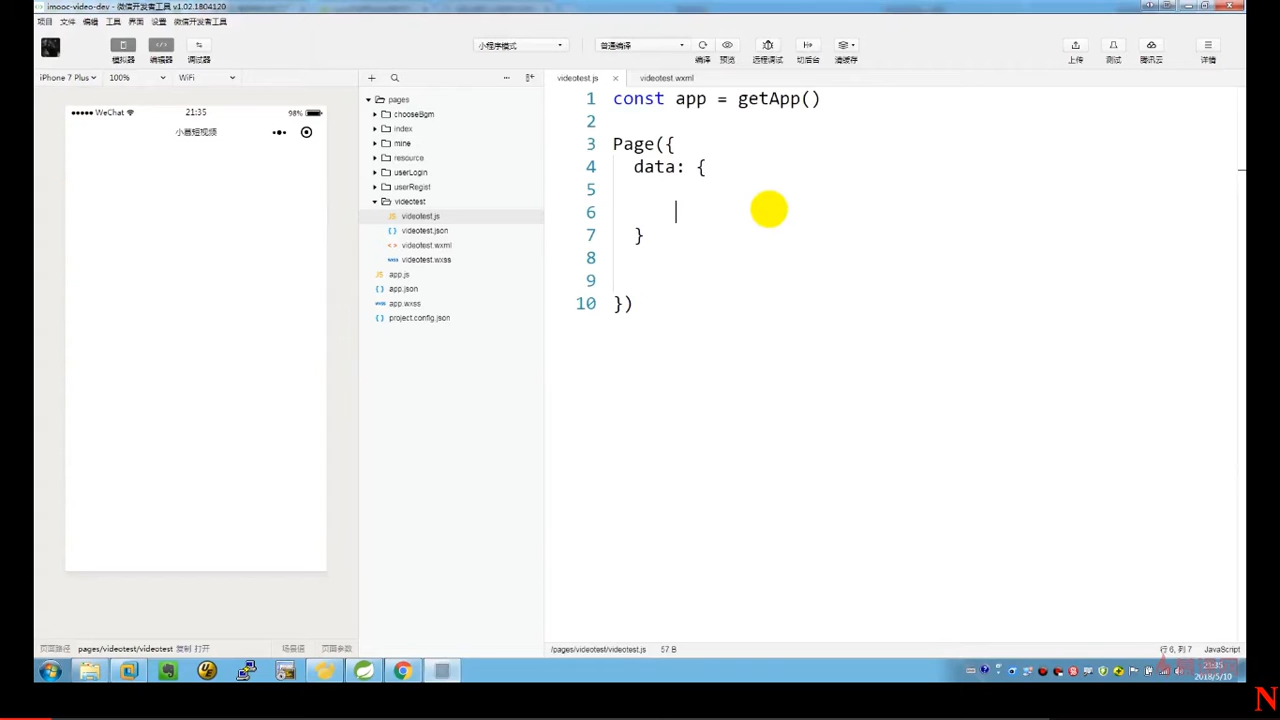 imooc-video-dev - 微信开发者工具 v1.02.1804120
项目 文件 编辑 工具 界面 设置 微信开发者工具
模拟器 编辑器 调试器 小程序模式 普通编译 编译 预览 远程调试 切后台 清缓存 上传 测试 腾讯云 详情
iPhone 7 Plus 100% WiFi
WeChat 21:35 98%
小慕短视频
pages
chooseBgm
index
mine
resource
userLogin
userRegist
videotest
videotest.js
videotest.json
videotest.wxml
videotest.wxss
app.js
app.json
app.wxss
project.config.json
videotest.js × videotest.wxml
1 const app = getApp()
2
3 Page({
4 data: {
5
6
7 }
8
9
10 })
页面路径 pages/videotest/videotest 复制 打开 场景值 页面参数
/pages/videotest/videotest.js 57 B 行 6, 列 7 JavaScript
21:35
2018/5/10
N